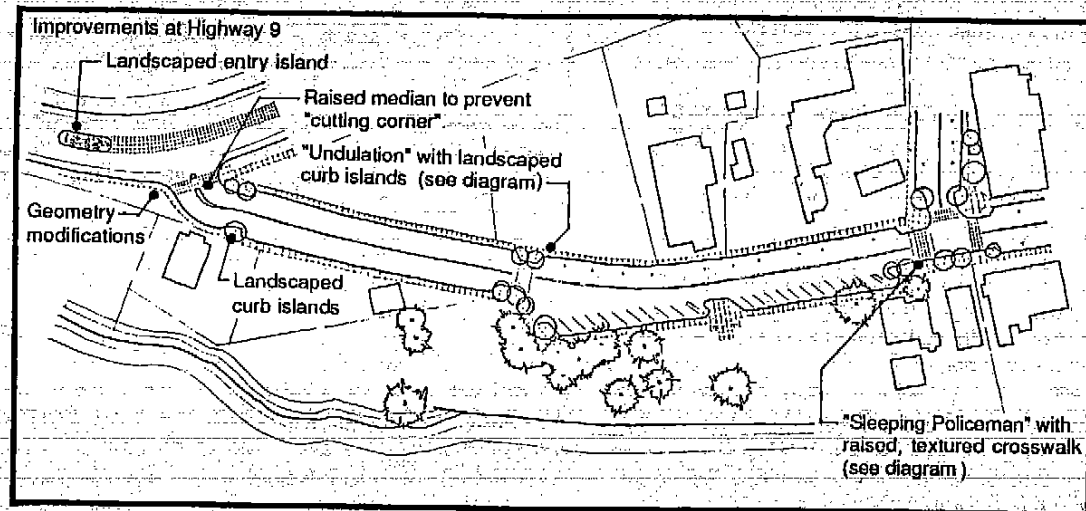 Improvements at Highway 9
Landscaped entry island
Raised median to prevent
"cutting corner".
"Undulation" with landscaped
curb islands (see diagram)
Geometry
modifications
Landscaped
curb islands
"Sleeping Policeman" with
raised, textured crosswalk
(see diagram)